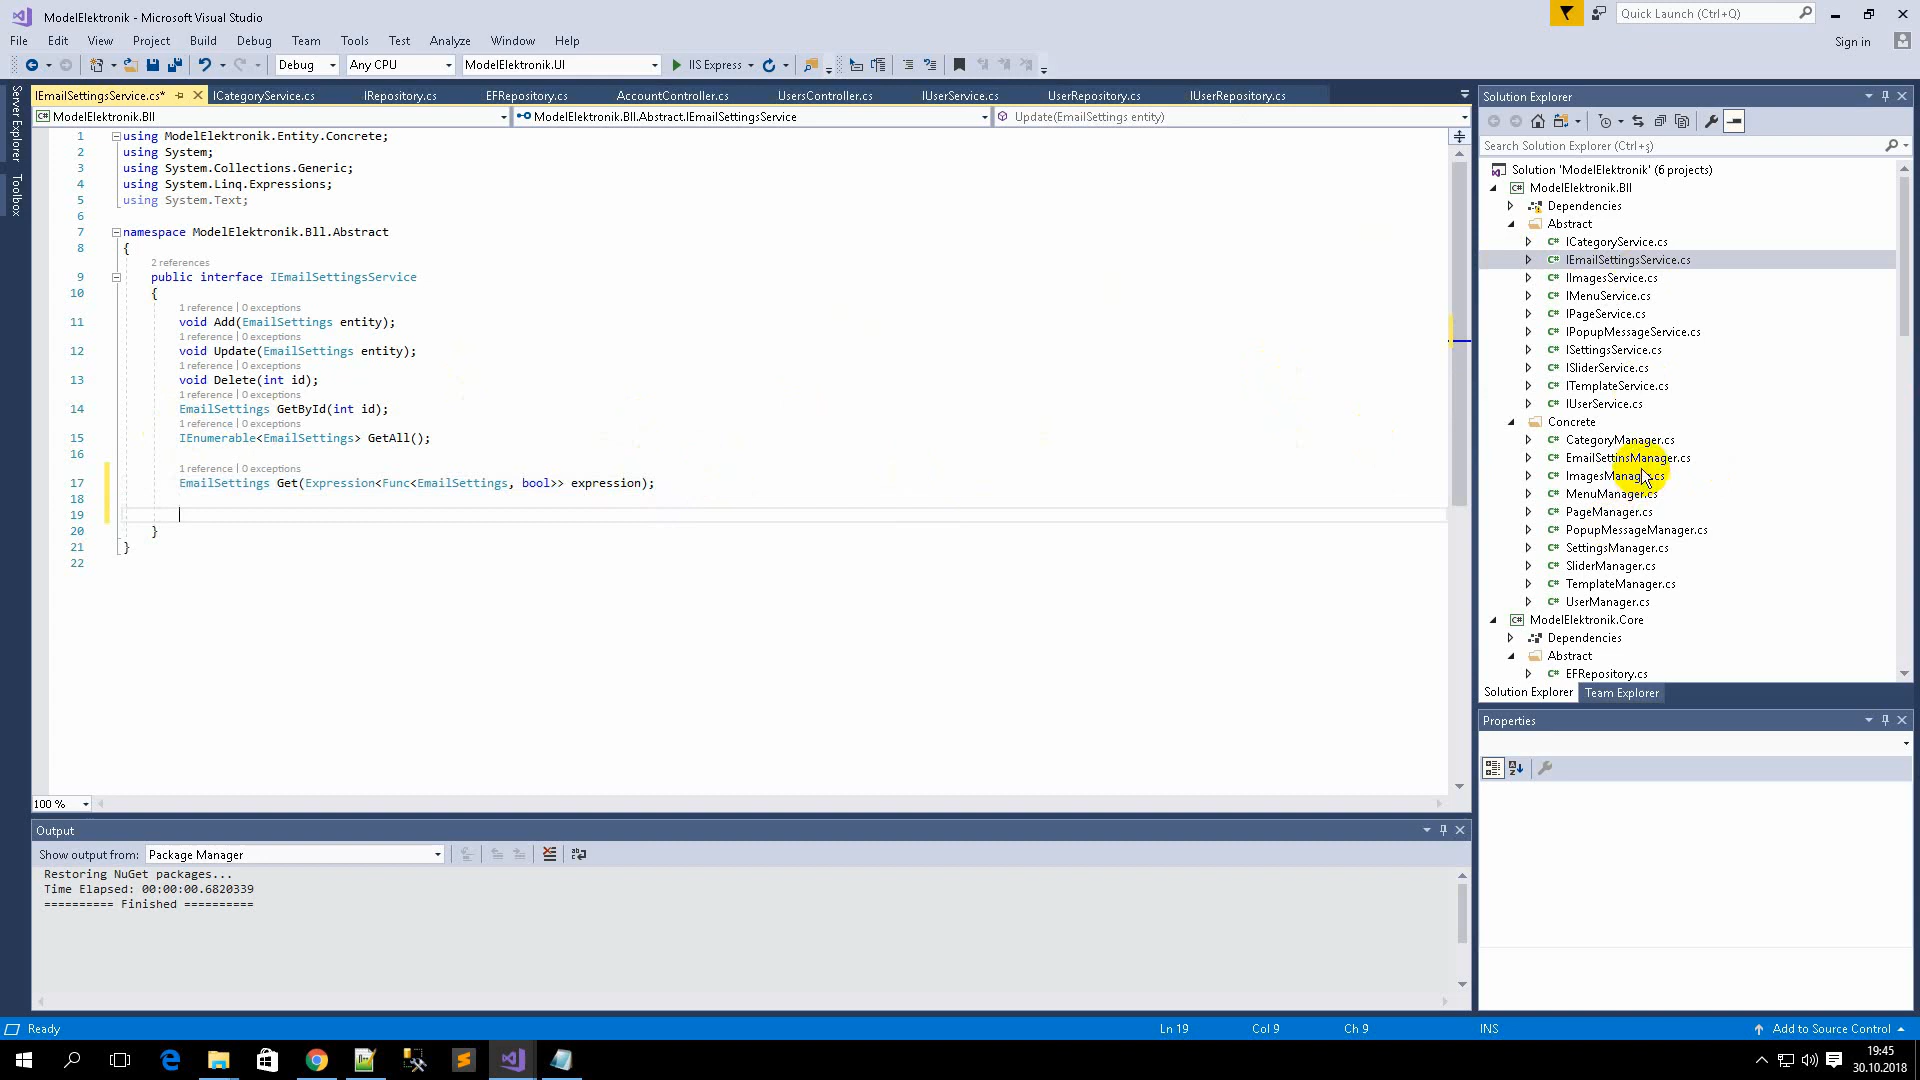 ModelElektronik - Microsoft Visual Studio
Quick Launch (Ctrl+Q)
File Edit View Project Build Debug Team Tools Test Analyze Window Help
Sign in
Debug Any CPU ModelElektronik.UI IIS Express
Server Explorer
Toolbox
IEmailSettingsService.cs* ICategoryService.cs IRepository.cs EFRepository.cs AccountController.cs UsersController.cs IUserService.cs UserRepository.cs IUserRepository.cs
ModelElektronik.Bll ModelElektronik.Bll.Abstract.IEmailSettingsService Update(EmailSettings entity)
1 using ModelElektronik.Entity.Concrete;
2 using System;
3 using System.Collections.Generic;
4 using System.Linq.Expressions;
5 using System.Text;
6
7 namespace ModelElektronik.Bll.Abstract
8 {
2 references
9 public interface IEmailSettingsService
10 {
1 reference | 0 exceptions
11 void Add(EmailSettings entity);
1 reference | 0 exceptions
12 void Update(EmailSettings entity);
1 reference | 0 exceptions
13 void Delete(int id);
1 reference | 0 exceptions
14 EmailSettings GetById(int id);
1 reference | 0 exceptions
15 IEnumerable<EmailSettings> GetAll();
16
1 reference | 0 exceptions
17 EmailSettings Get(Expression<Func<EmailSettings, bool>> expression);
18
19
20 }
21 }
22
100 %
Output
Show output from: Package Manager
Restoring NuGet packages...
Time Elapsed: 00:00:00.6820339
========== Finished ==========
Solution Explorer
Search Solution Explorer (Ctrl+ş)
Solution 'ModelElektronik' (6 projects)
ModelElektronik.Bll
Dependencies
Abstract
ICategoryService.cs
IEmailSettingsService.cs
IImagesService.cs
IMenuService.cs
IPageService.cs
IPopupMessageService.cs
ISettingsService.cs
ISliderService.cs
ITemplateService.cs
IUserService.cs
Concrete
CategoryManager.cs
EmailSettinsManager.cs
ImagesManager.cs
MenuManager.cs
PageManager.cs
PopupMessageManager.cs
SettingsManager.cs
SliderManager.cs
TemplateManager.cs
UserManager.cs
ModelElektronik.Core
Dependencies
Abstract
EFRepository.cs
Solution Explorer Team Explorer
Properties
Ready Ln 19 Col 9 Ch 9 INS Add to Source Control
19:45
30.10.2018